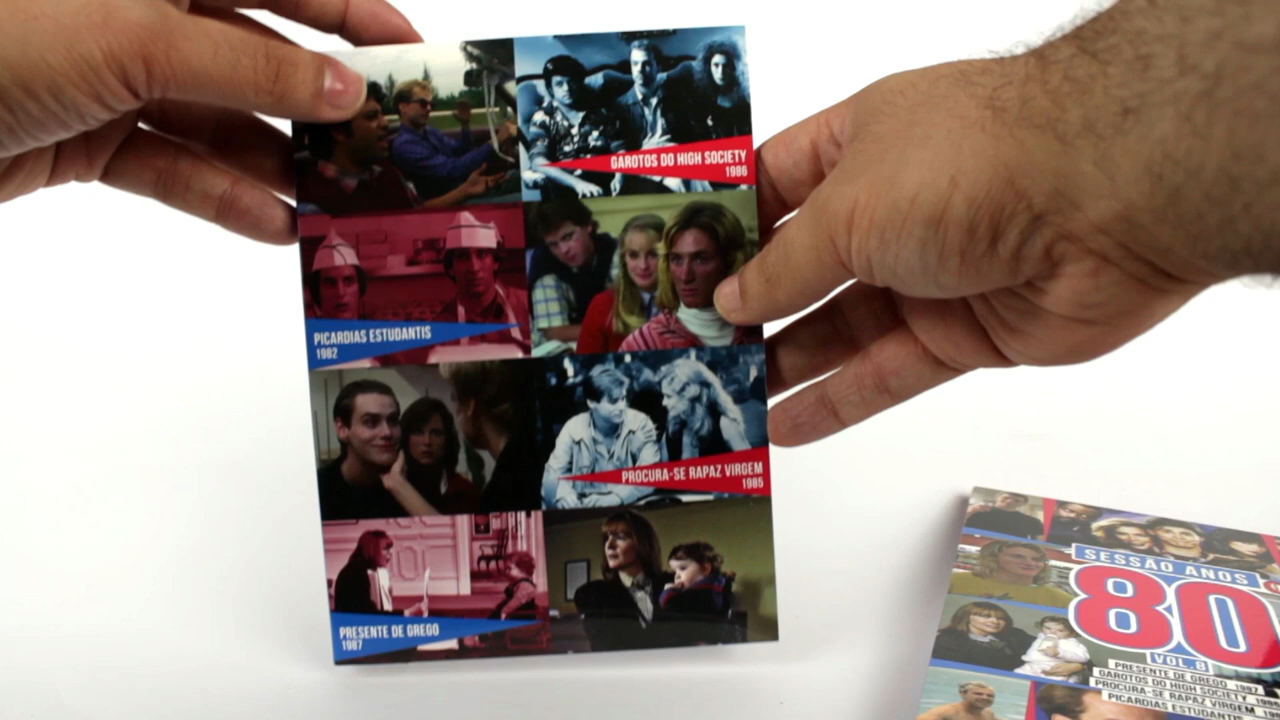 GAROTOS DO HIGH SOCIETY
1986
PICARDIAS ESTUDANTIS
1982
PROCURA-SE RAPAZ VIRGEM
1985
PRESENTE DE GREGO
1987
SESSÃO ANOS
80
VOL.8
PRESENTE DE GREGO 1987
GAROTOS DO HIGH SOCIETY
PROCURA-SE RAPAZ VIRGEM
PICARDIAS ESTUDANTIS